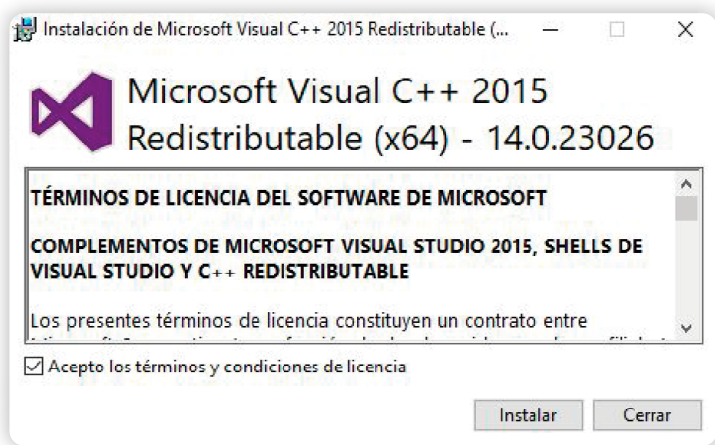 Instalación de Microsoft Visual C++ 2015 Redistributable (...
Microsoft Visual C++ 2015
Redistributable (x64) - 14.0.23026
TÉRMINOS DE LICENCIA DEL SOFTWARE DE MICROSOFT
COMPLEMENTOS DE MICROSOFT VISUAL STUDIO 2015, SHELLS DE
VISUAL STUDIO Y C++ REDISTRIBUTABLE
Los presentes términos de licencia constituyen un contrato entre
Acepto los términos y condiciones de licencia
Instalar
Cerrar